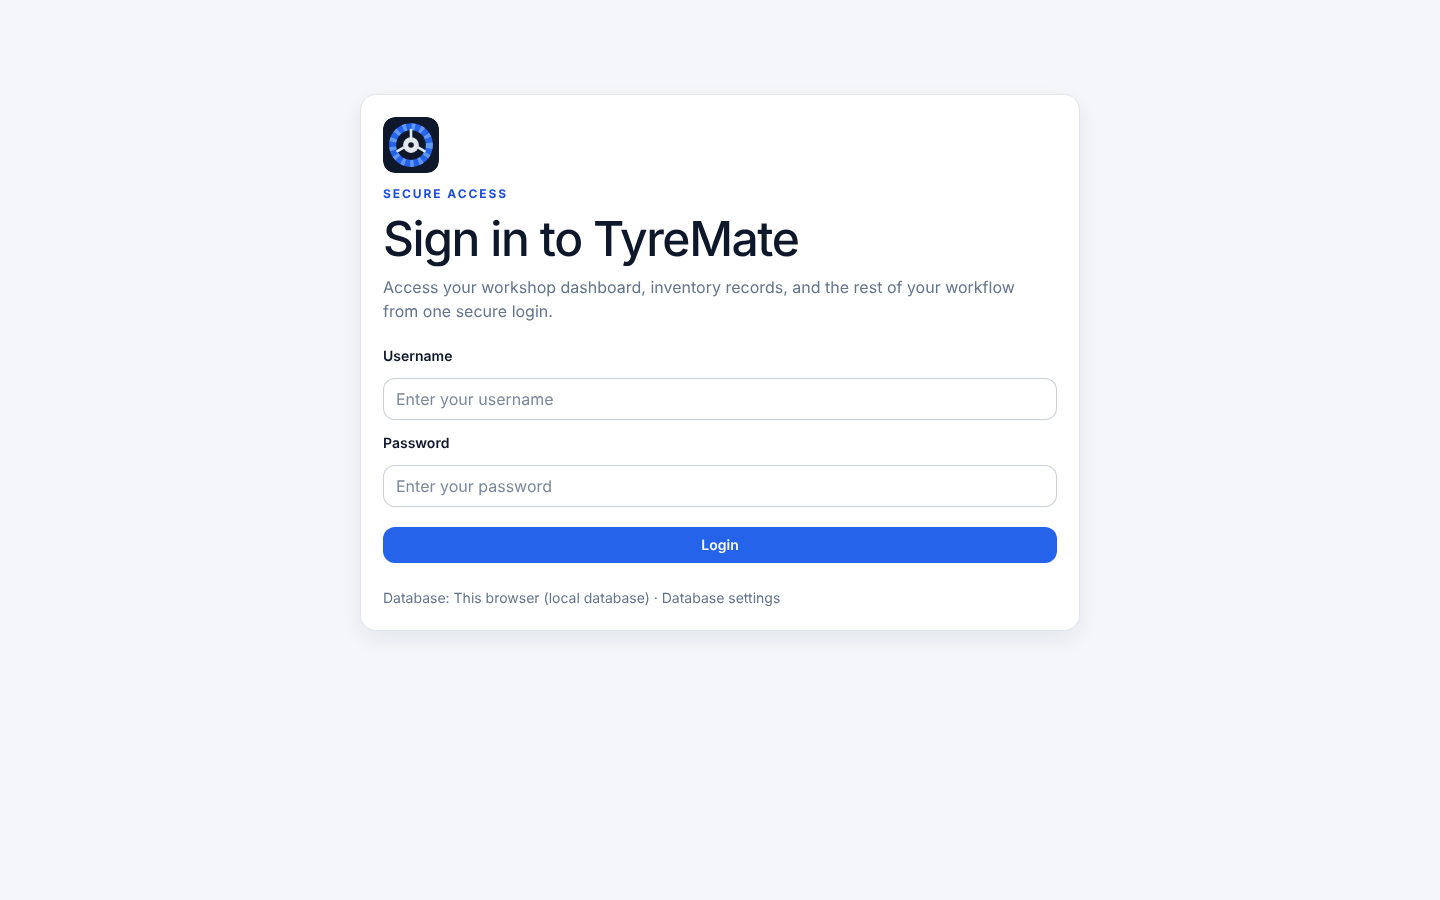 SECURE ACCESS
Sign in to TyreMate
Access your workshop dashboard, inventory records, and the rest of your workflow
from one secure login.
Username
Enter your username
Password
Enter your password
Login
Database: This browser (local database) · Database settings